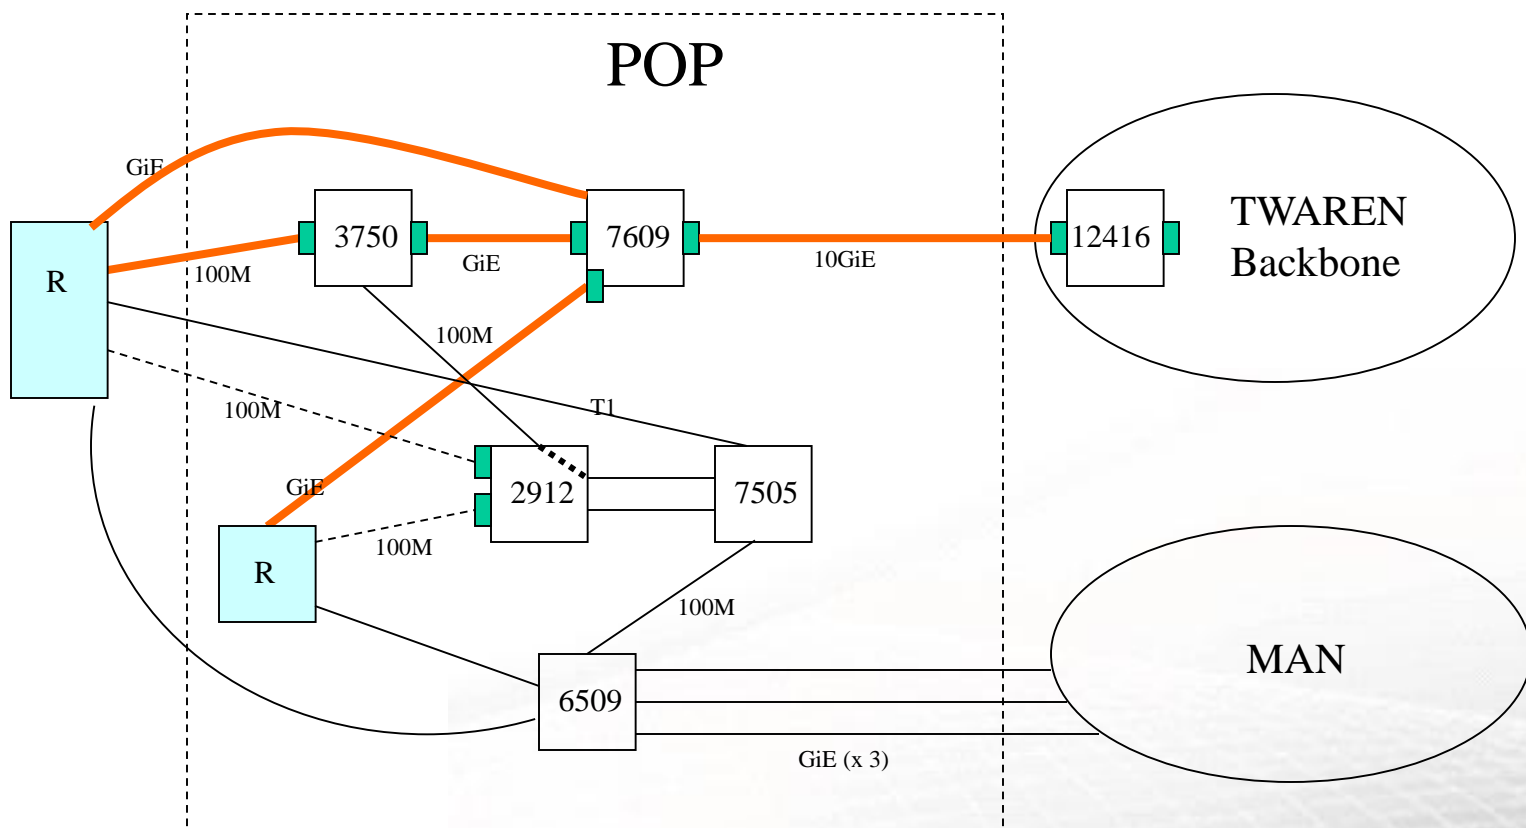 POP
GiE
3750
7609
12416
TWAREN
Backbone
R
100M
GiE
10GiE
100M
100M
T1
GiE
2912
7505
100M
R
100M
6509
MAN
GiE (x 3)